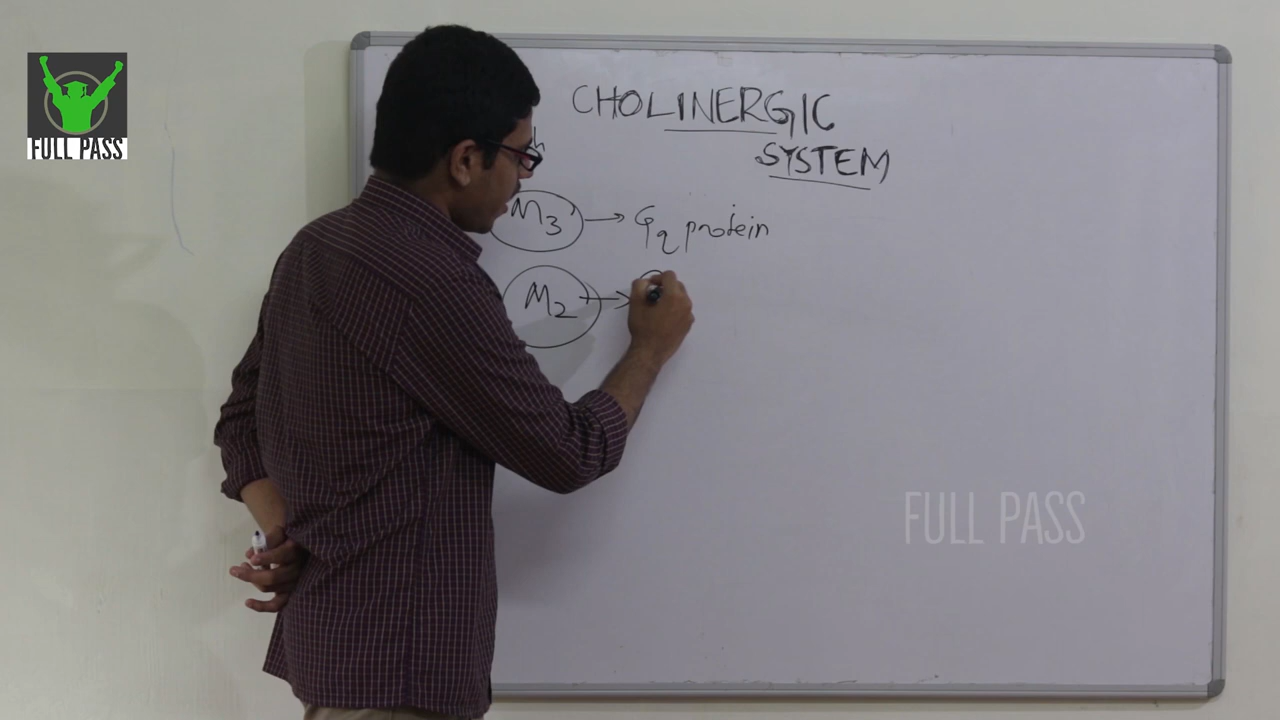 FULL PASS
CHOLINERGIC
SYSTEM
M3 → Gq protein
M2 →
FULL PASS